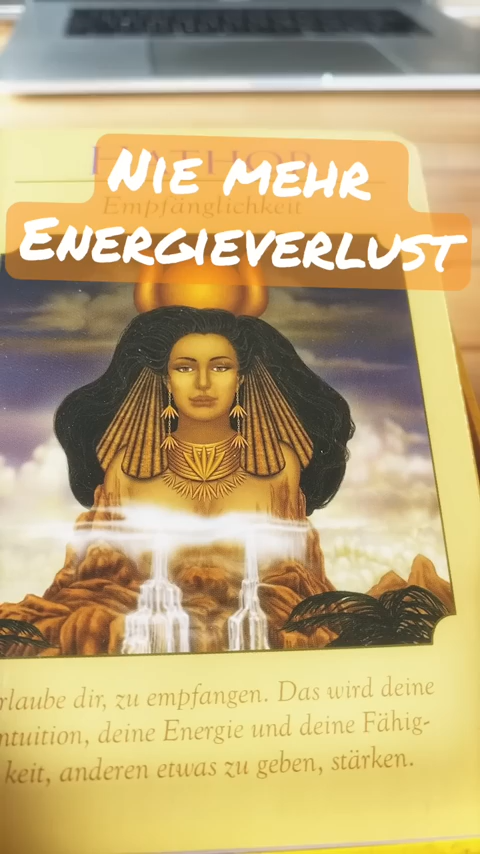 HATHOR
NIE MEHR
Empfänglichkeit
ENERGIEVERLUST
rlaube dir, zu empfangen. Das wird deine
ntuition, deine Energie und deine Fähig-
keit, anderen etwas zu geben, stärken.